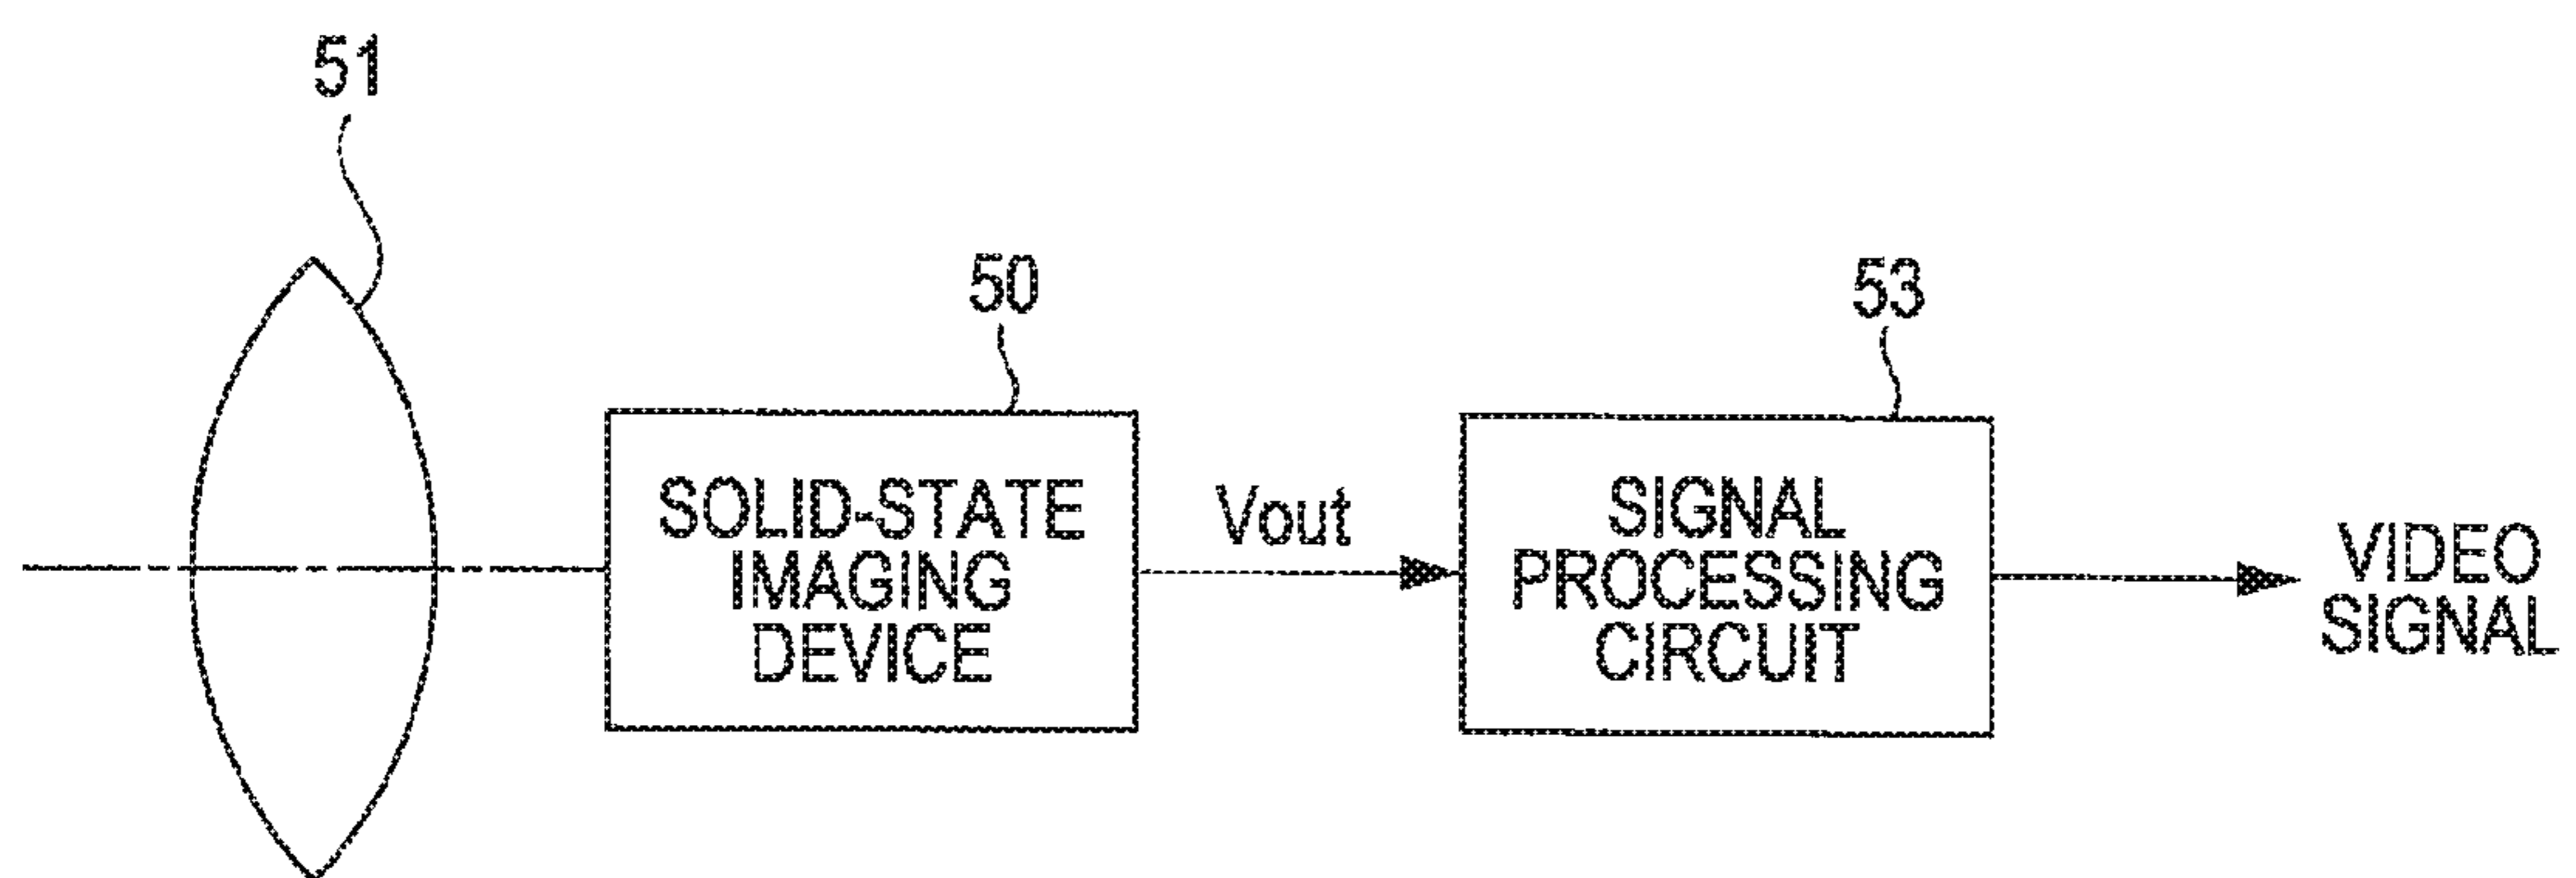 51
50
53
SOLID-STATE
IMAGING
DEVICE
Vout
SIGNAL
PROCESSING
CIRCUIT
VIDEO
SIGNAL